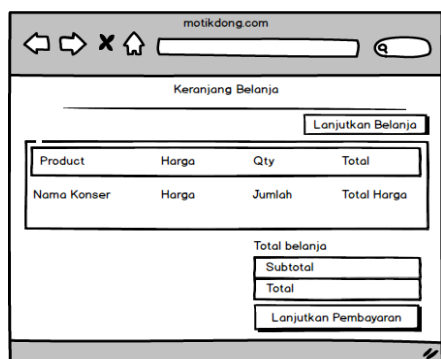 motikdong.com
Keranjang Belanja
Lanjutkan Belanja
Product Harga Qty Total
Nama Konser Harga Jumlah Total Harga
Total belanja
Subtotal
Total
Lanjutkan Pembayaran